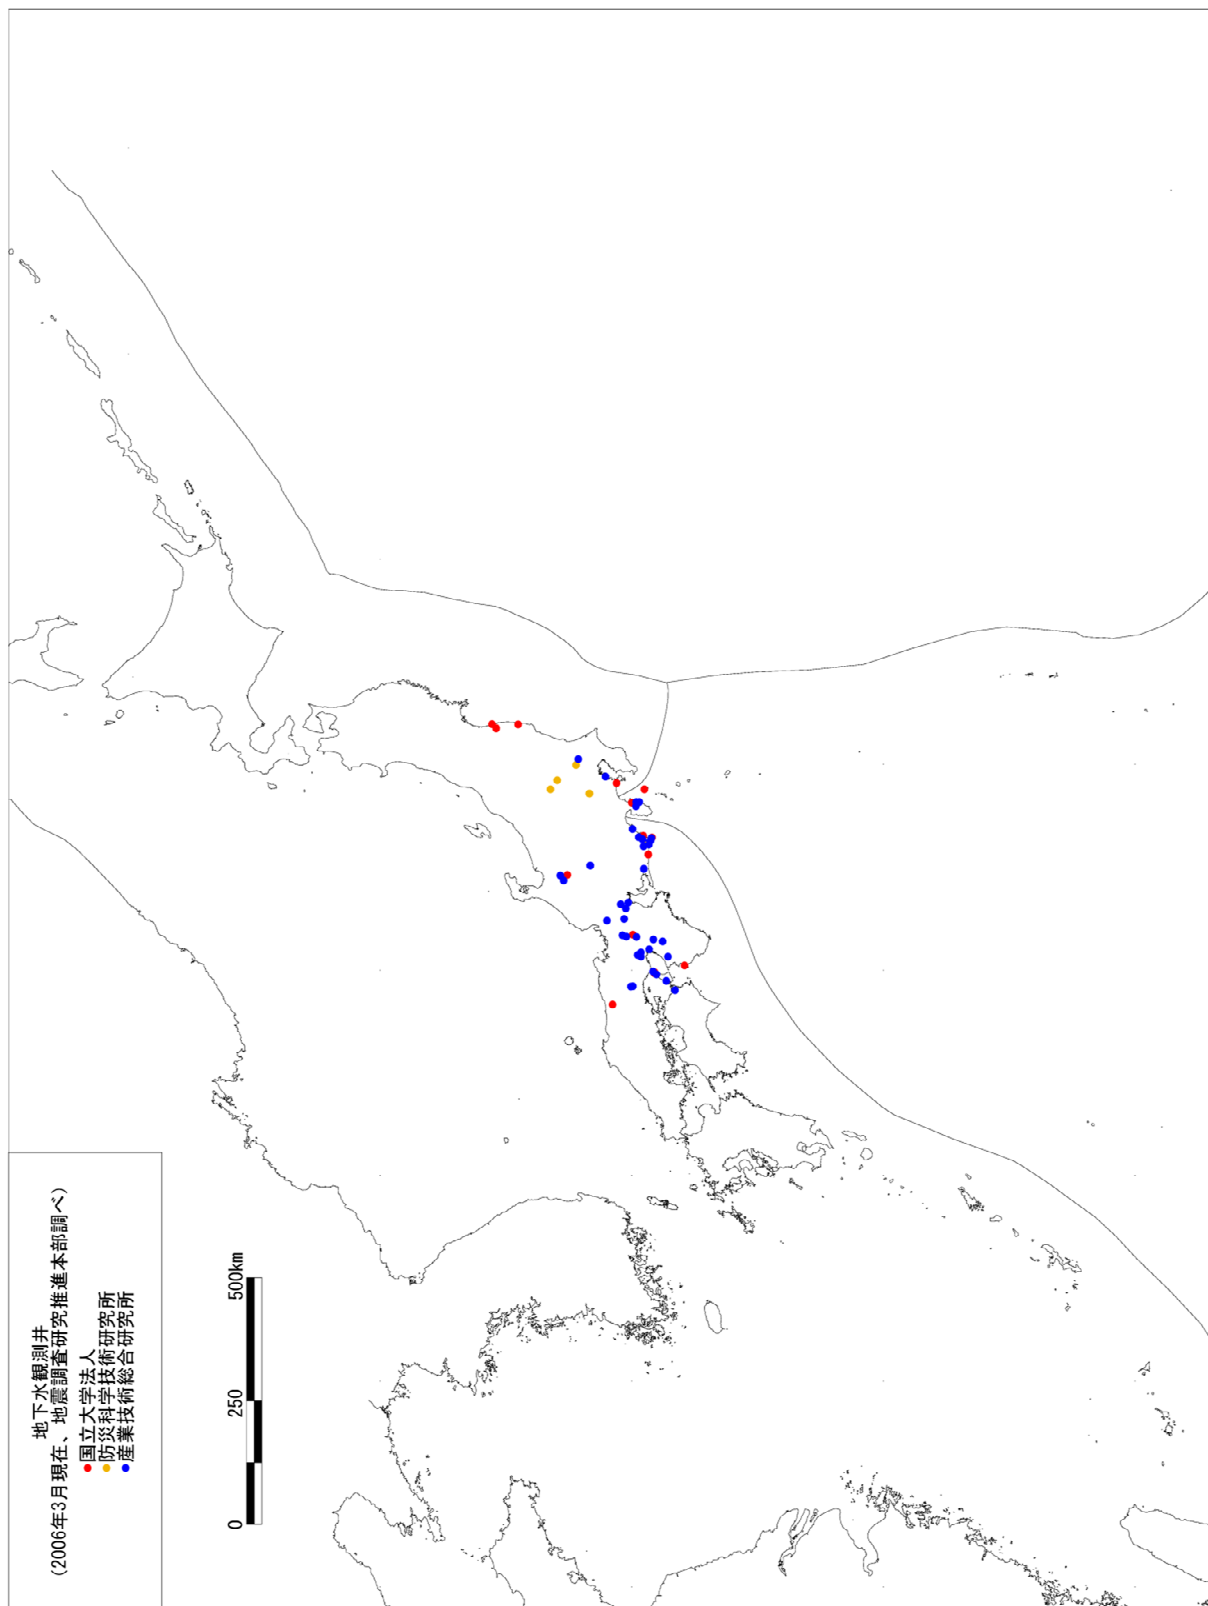 地下水観測井
(2006年3月現在、地震調査研究推進本部調べ)
国立大学法人
防災科学技術研究所
産業技術総合研究所
0 250 500km